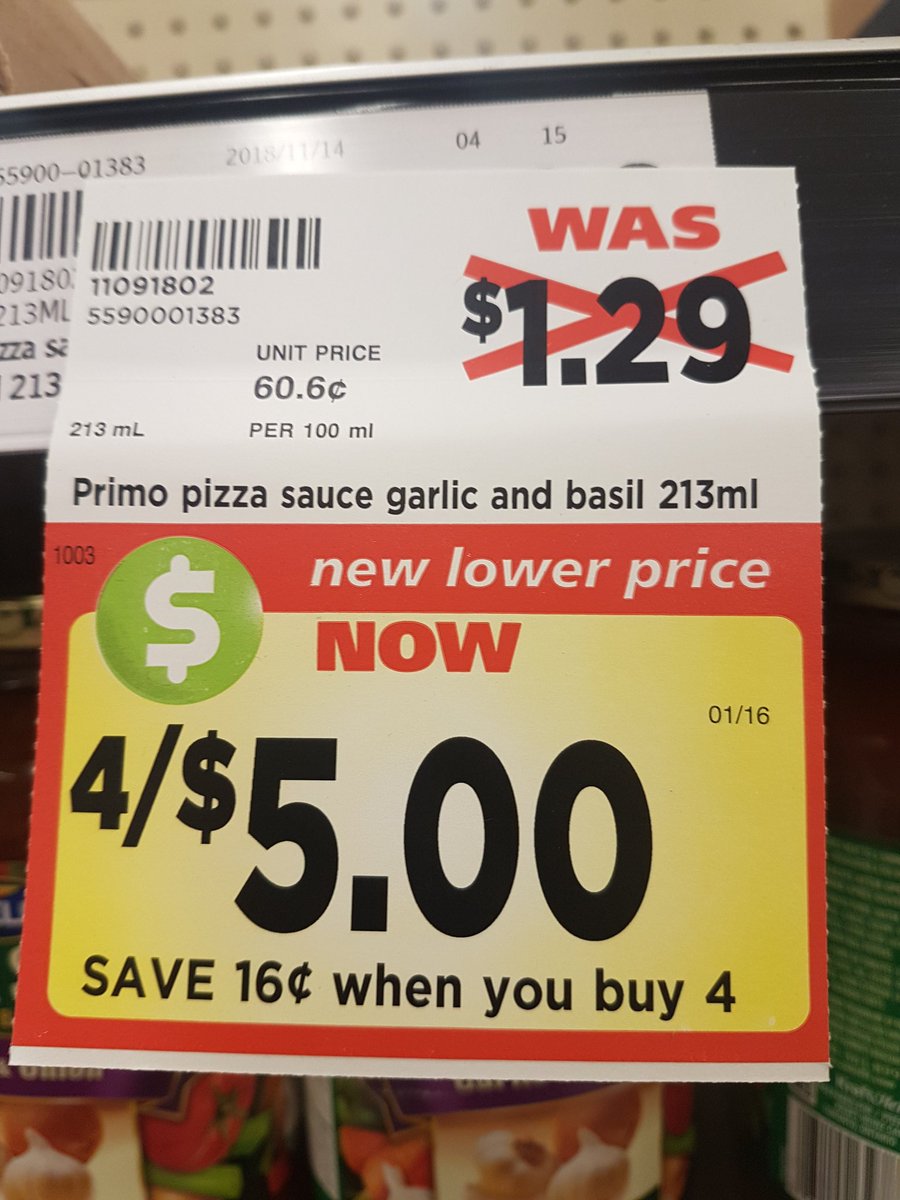 55900-01383 2018/11/14 04 15
11091802
5590001383
213ML
213
WAS
$1.29
UNIT PRICE
60.6¢
213 mL PER 100 ml
Primo pizza sauce garlic and basil 213ml
1003
new lower price
NOW
01/16
4/$5.00
SAVE 16¢ when you buy 4